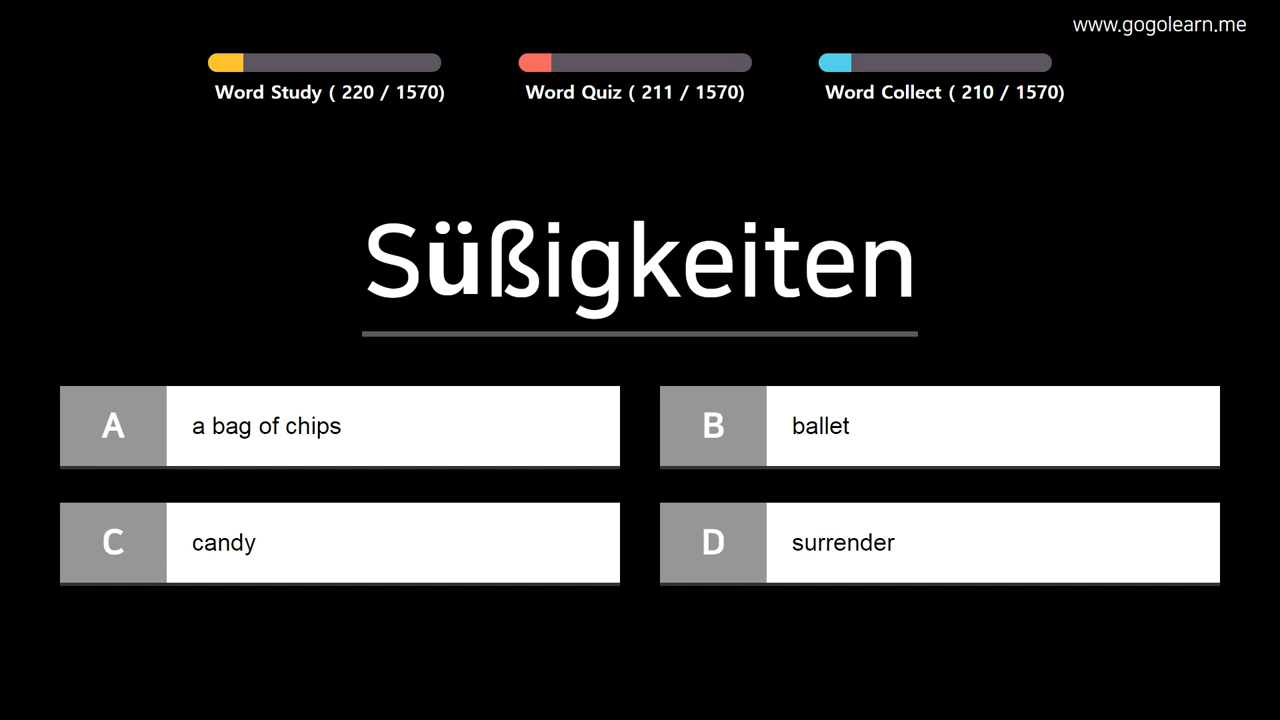 www.gogolearn.me
Word Study ( 220 / 1570)
Word Quiz ( 211 / 1570)
Word Collect ( 210 / 1570)
Süßigkeiten
A
a bag of chips
B
ballet
C
candy
D
surrender